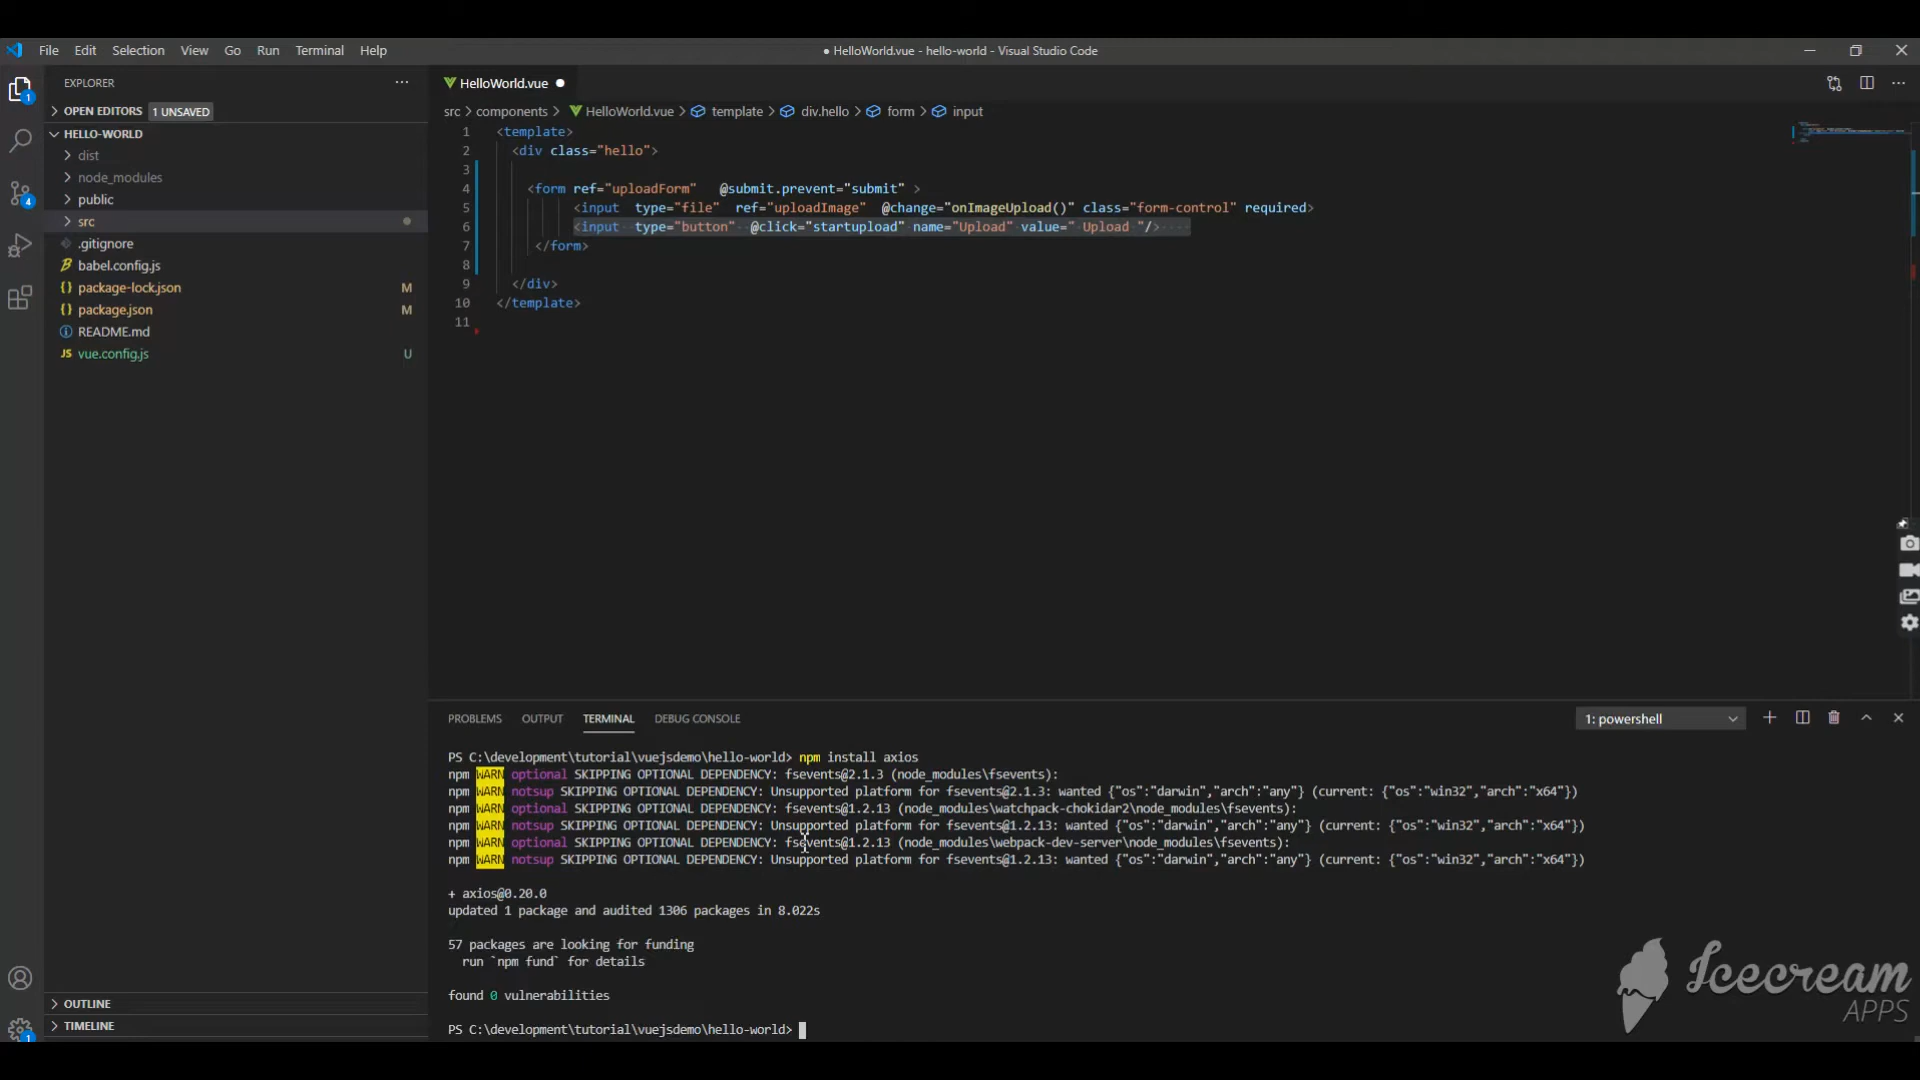 File Edit Selection View Go Run Terminal Help
● HelloWorld.vue - hello-world - Visual Studio Code
EXPLORER
OPEN EDITORS 1 UNSAVED
HELLO-WORLD
dist
node_modules
public
src
.gitignore
babel.config.js
package-lock.json M
package.json M
README.md
JS vue.config.js U
OUTLINE
TIMELINE
1
4
1
HelloWorld.vue
src > components > HelloWorld.vue > template > div.hello > form > input
1 <template>
2 <div class="hello">
3
4 <form ref="uploadForm" @submit.prevent="submit" >
5 <input type="file" ref="uploadImage" @change="onImageUpload()" class="form-control" required>
6 <input type="button" @click="startupload" name="Upload" value=" Upload "/>
7 </form>
8
9 </div>
10 </template>
11
PROBLEMS OUTPUT TERMINAL DEBUG CONSOLE
1: powershell
PS C:\development\tutorial\vuejsdemo\hello-world> npm install axios
npm WARN optional SKIPPING OPTIONAL DEPENDENCY: fsevents@2.1.3 (node_modules\fsevents):
npm WARN notsup SKIPPING OPTIONAL DEPENDENCY: Unsupported platform for fsevents@2.1.3: wanted {"os":"darwin","arch":"any"} (current: {"os":"win32","arch":"x64"})
npm WARN optional SKIPPING OPTIONAL DEPENDENCY: fsevents@1.2.13 (node_modules\watchpack-chokidar2\node_modules\fsevents):
npm WARN notsup SKIPPING OPTIONAL DEPENDENCY: Unsupported platform for fsevents@1.2.13: wanted {"os":"darwin","arch":"any"} (current: {"os":"win32","arch":"x64"})
npm WARN optional SKIPPING OPTIONAL DEPENDENCY: fsevents@1.2.13 (node_modules\webpack-dev-server\node_modules\fsevents):
npm WARN notsup SKIPPING OPTIONAL DEPENDENCY: Unsupported platform for fsevents@1.2.13: wanted {"os":"darwin","arch":"any"} (current: {"os":"win32","arch":"x64"})
+ axios@0.20.0
updated 1 package and audited 1306 packages in 8.022s
57 packages are looking for funding
run `npm fund` for details
found 0 vulnerabilities
PS C:\development\tutorial\vuejsdemo\hello-world>
Icecream
APPS